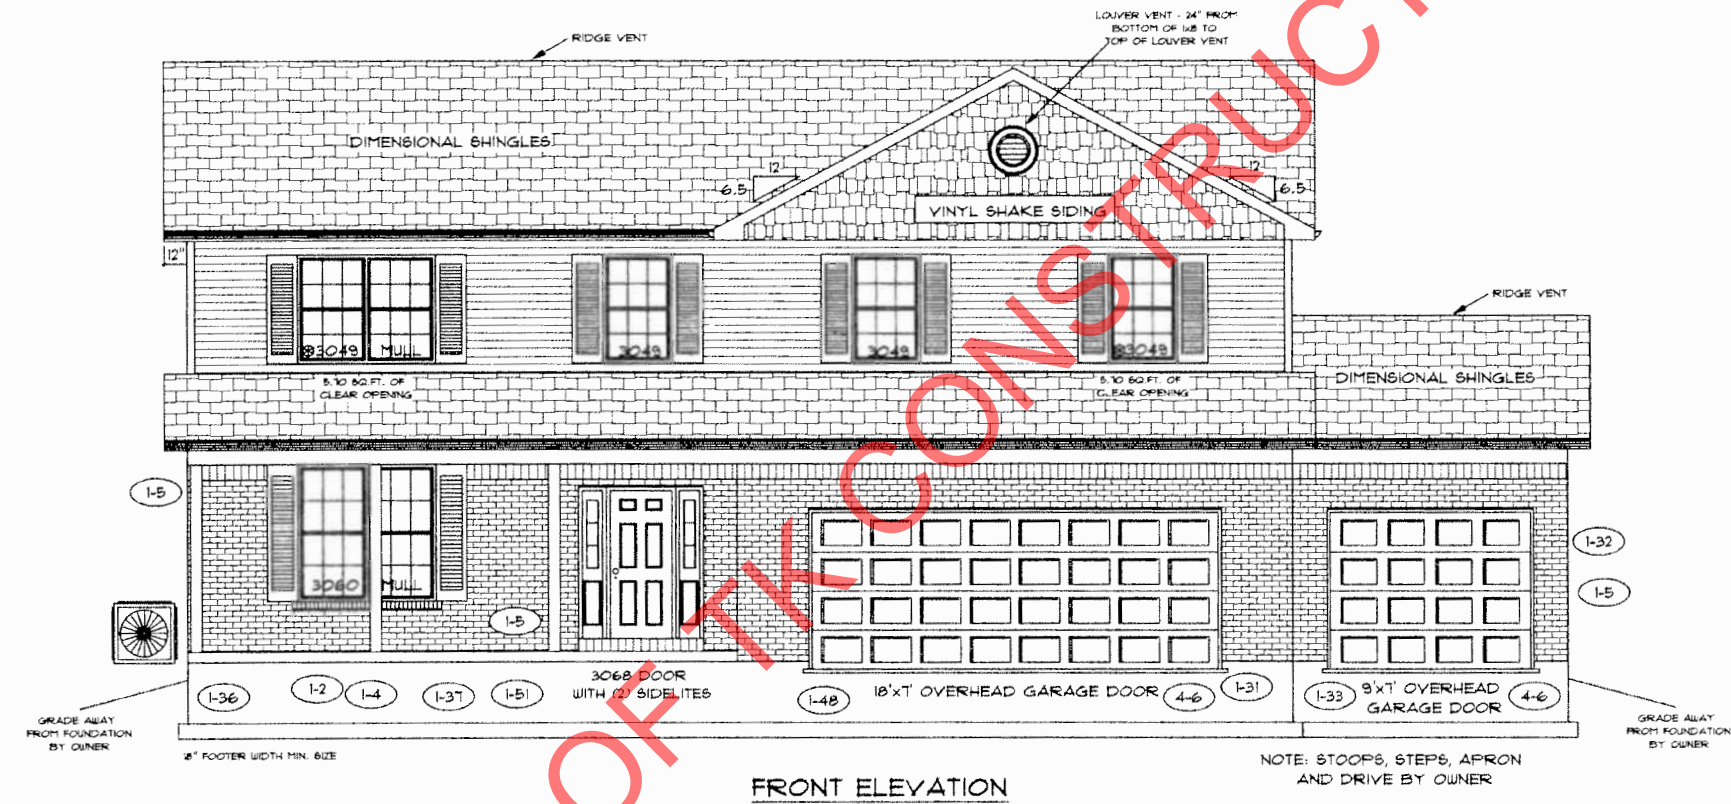 LOUVER VENT - 24" FROM
BOTTOM OF 1x8 TO
TOP OF LOUVER VENT
RIDGE VENT
DIMENSIONAL SHINGLES
12
6.5
12
6.5
VINYL SHAKE SIDING
12"
RIDGE VENT
3049 MULL
3049
3049
3049
5.70 SQ.FT. OF
CLEAR OPENING
5.70 SQ.FT. OF
CLEAR OPENING
DIMENSIONAL SHINGLES
1-5
3060 MULL
1-5
1-32
1-5
3068 DOOR
WITH (2) SIDELITES
1-36
1-2
1-4
1-37
1-51
1-48
18'x7' OVERHEAD GARAGE DOOR
4-6
1-31
1-33
9'x7' OVERHEAD
GARAGE DOOR
4-6
GRADE AWAY
FROM FOUNDATION
BY OWNER
GRADE AWAY
FROM FOUNDATION
BY OWNER
18" FOOTER WIDTH MIN. SIZE
NOTE: STOOPS, STEPS, APRON
AND DRIVE BY OWNER
FRONT ELEVATION
OF TK CONSTRUCT